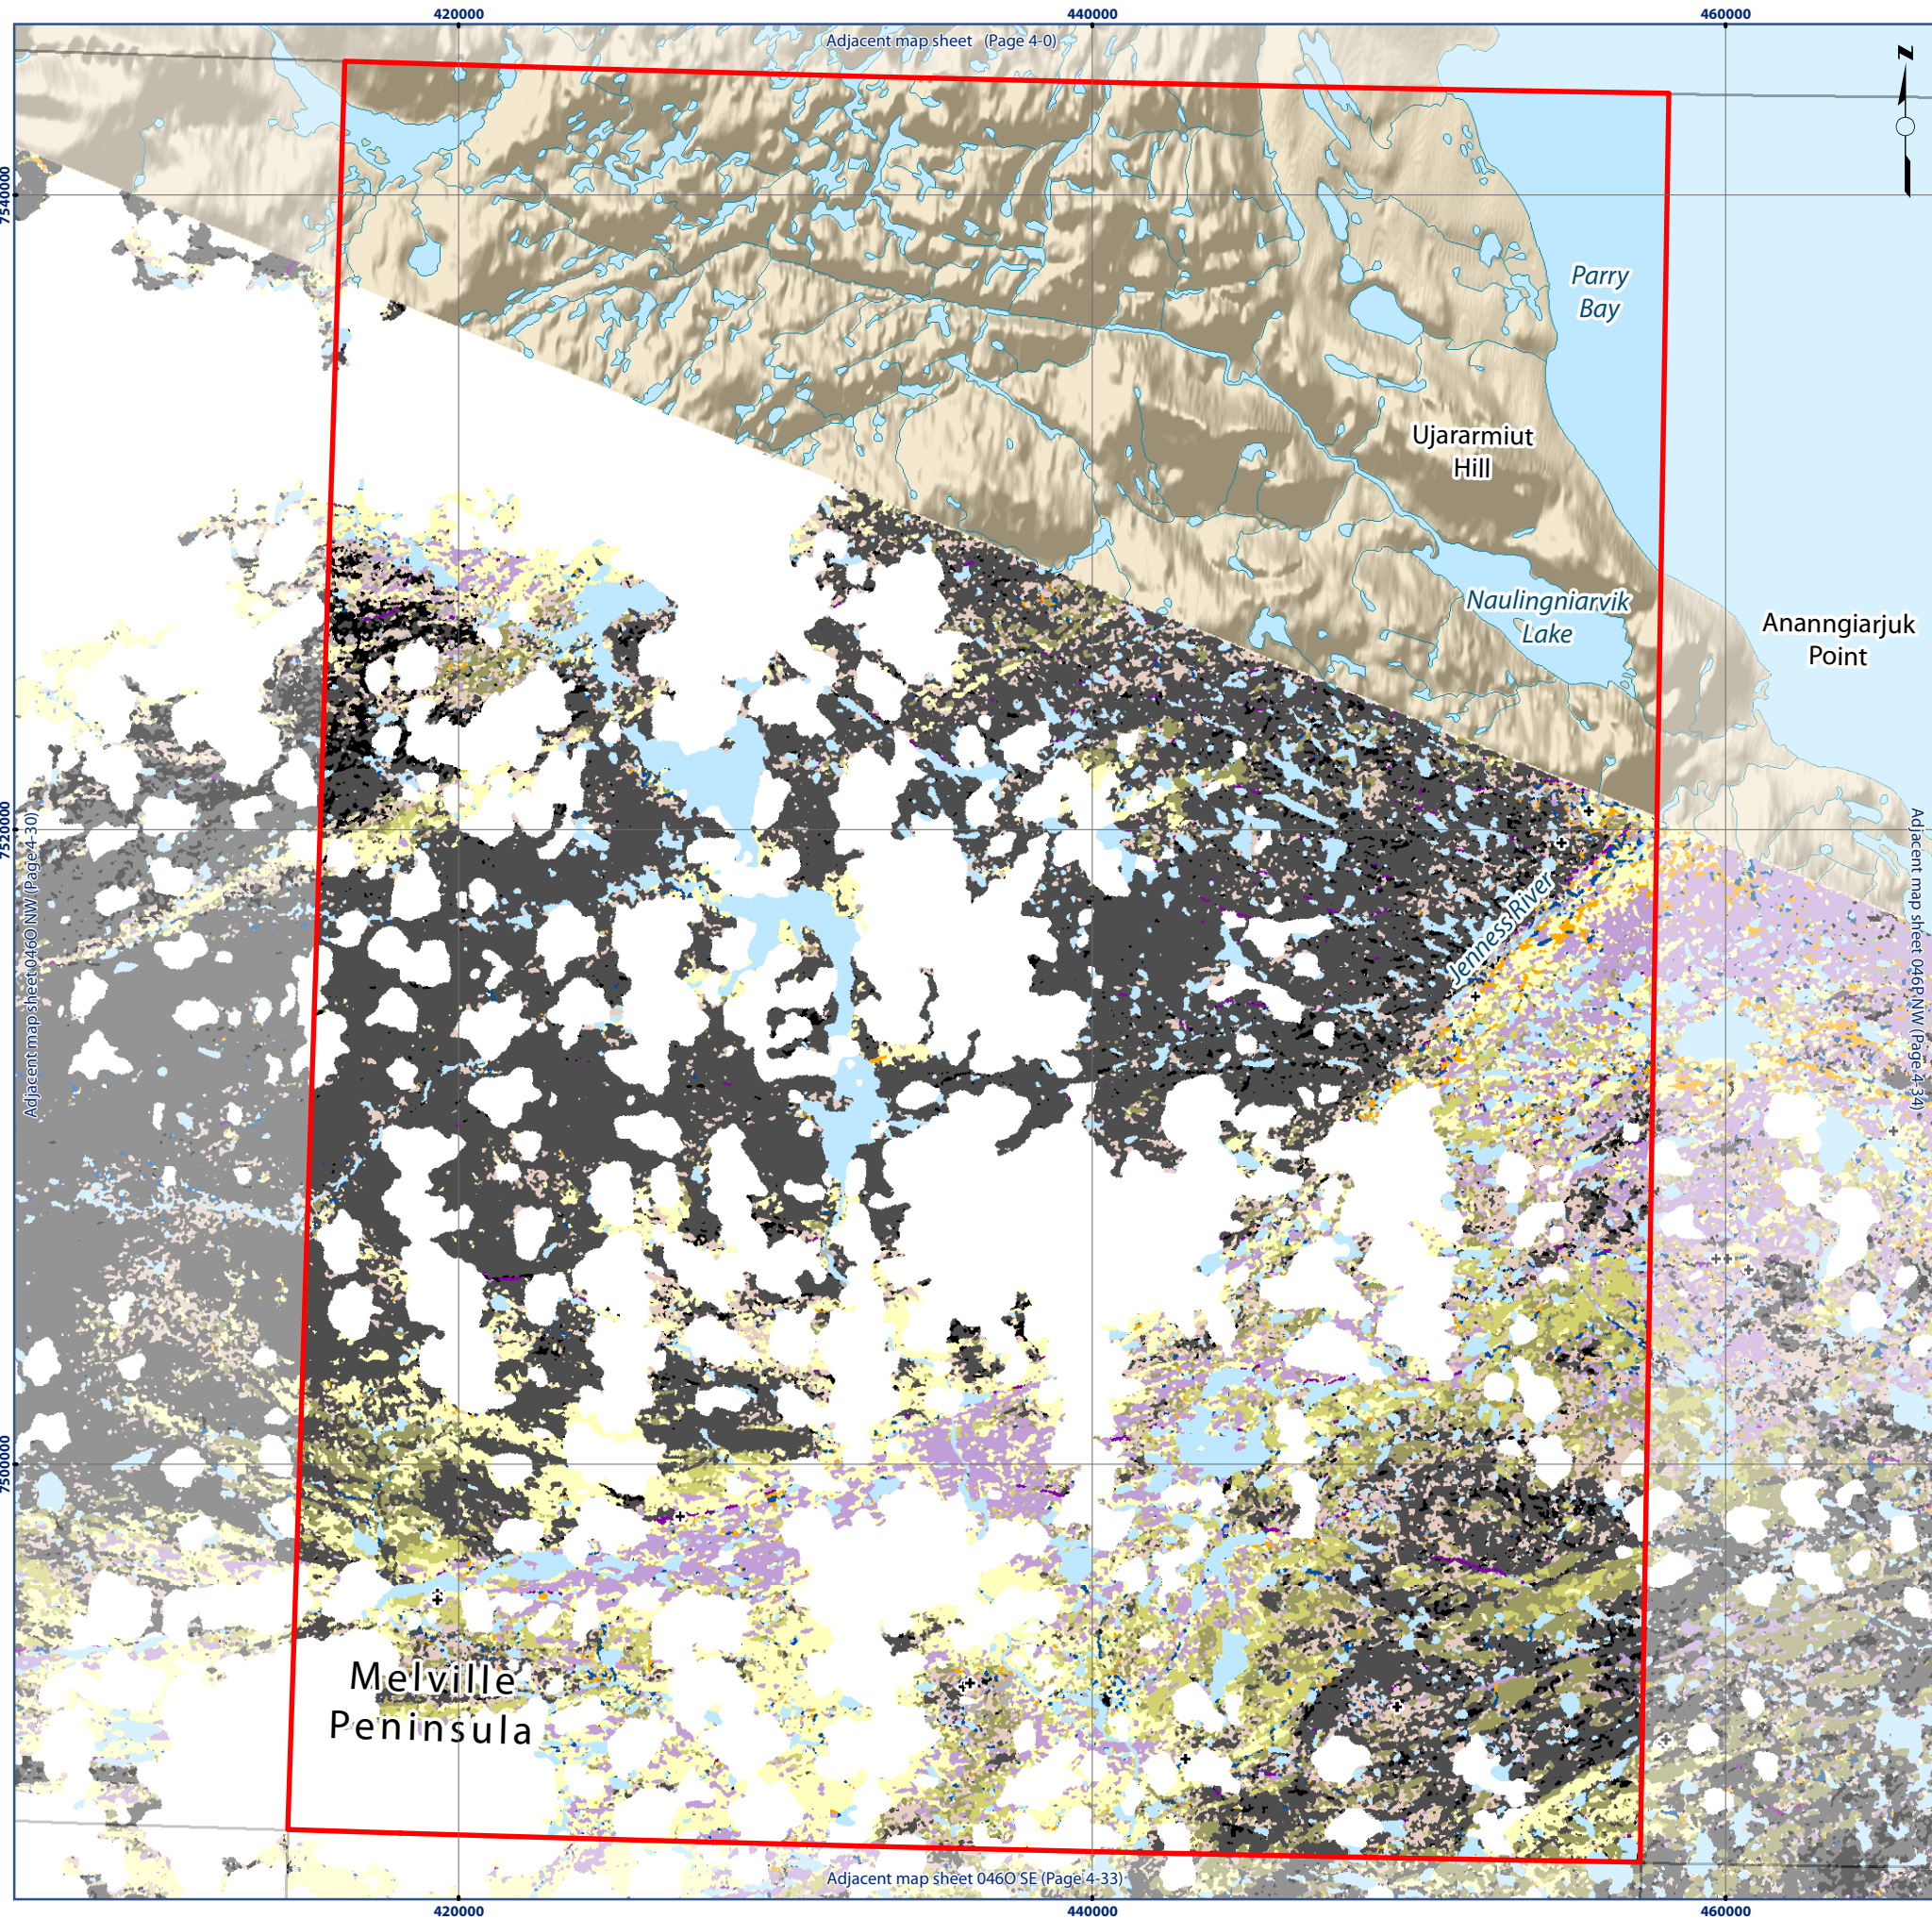 420000
440000
460000
Adjacent map sheet (Page 4-0)
N
7540000
Parry
Bay
Ujararmiut
Hill
Naulingniarvik
Lake
Ananngiarjuk
Point
7520000
Adjacent map sheet 046O NW (Page 4-30)
Adjacent map sheet 046P NW (Page 4-34)
Jenness River
7500000
Melville
Peninsula
Adjacent map sheet 046O SE (Page 4-33)
420000
440000
460000